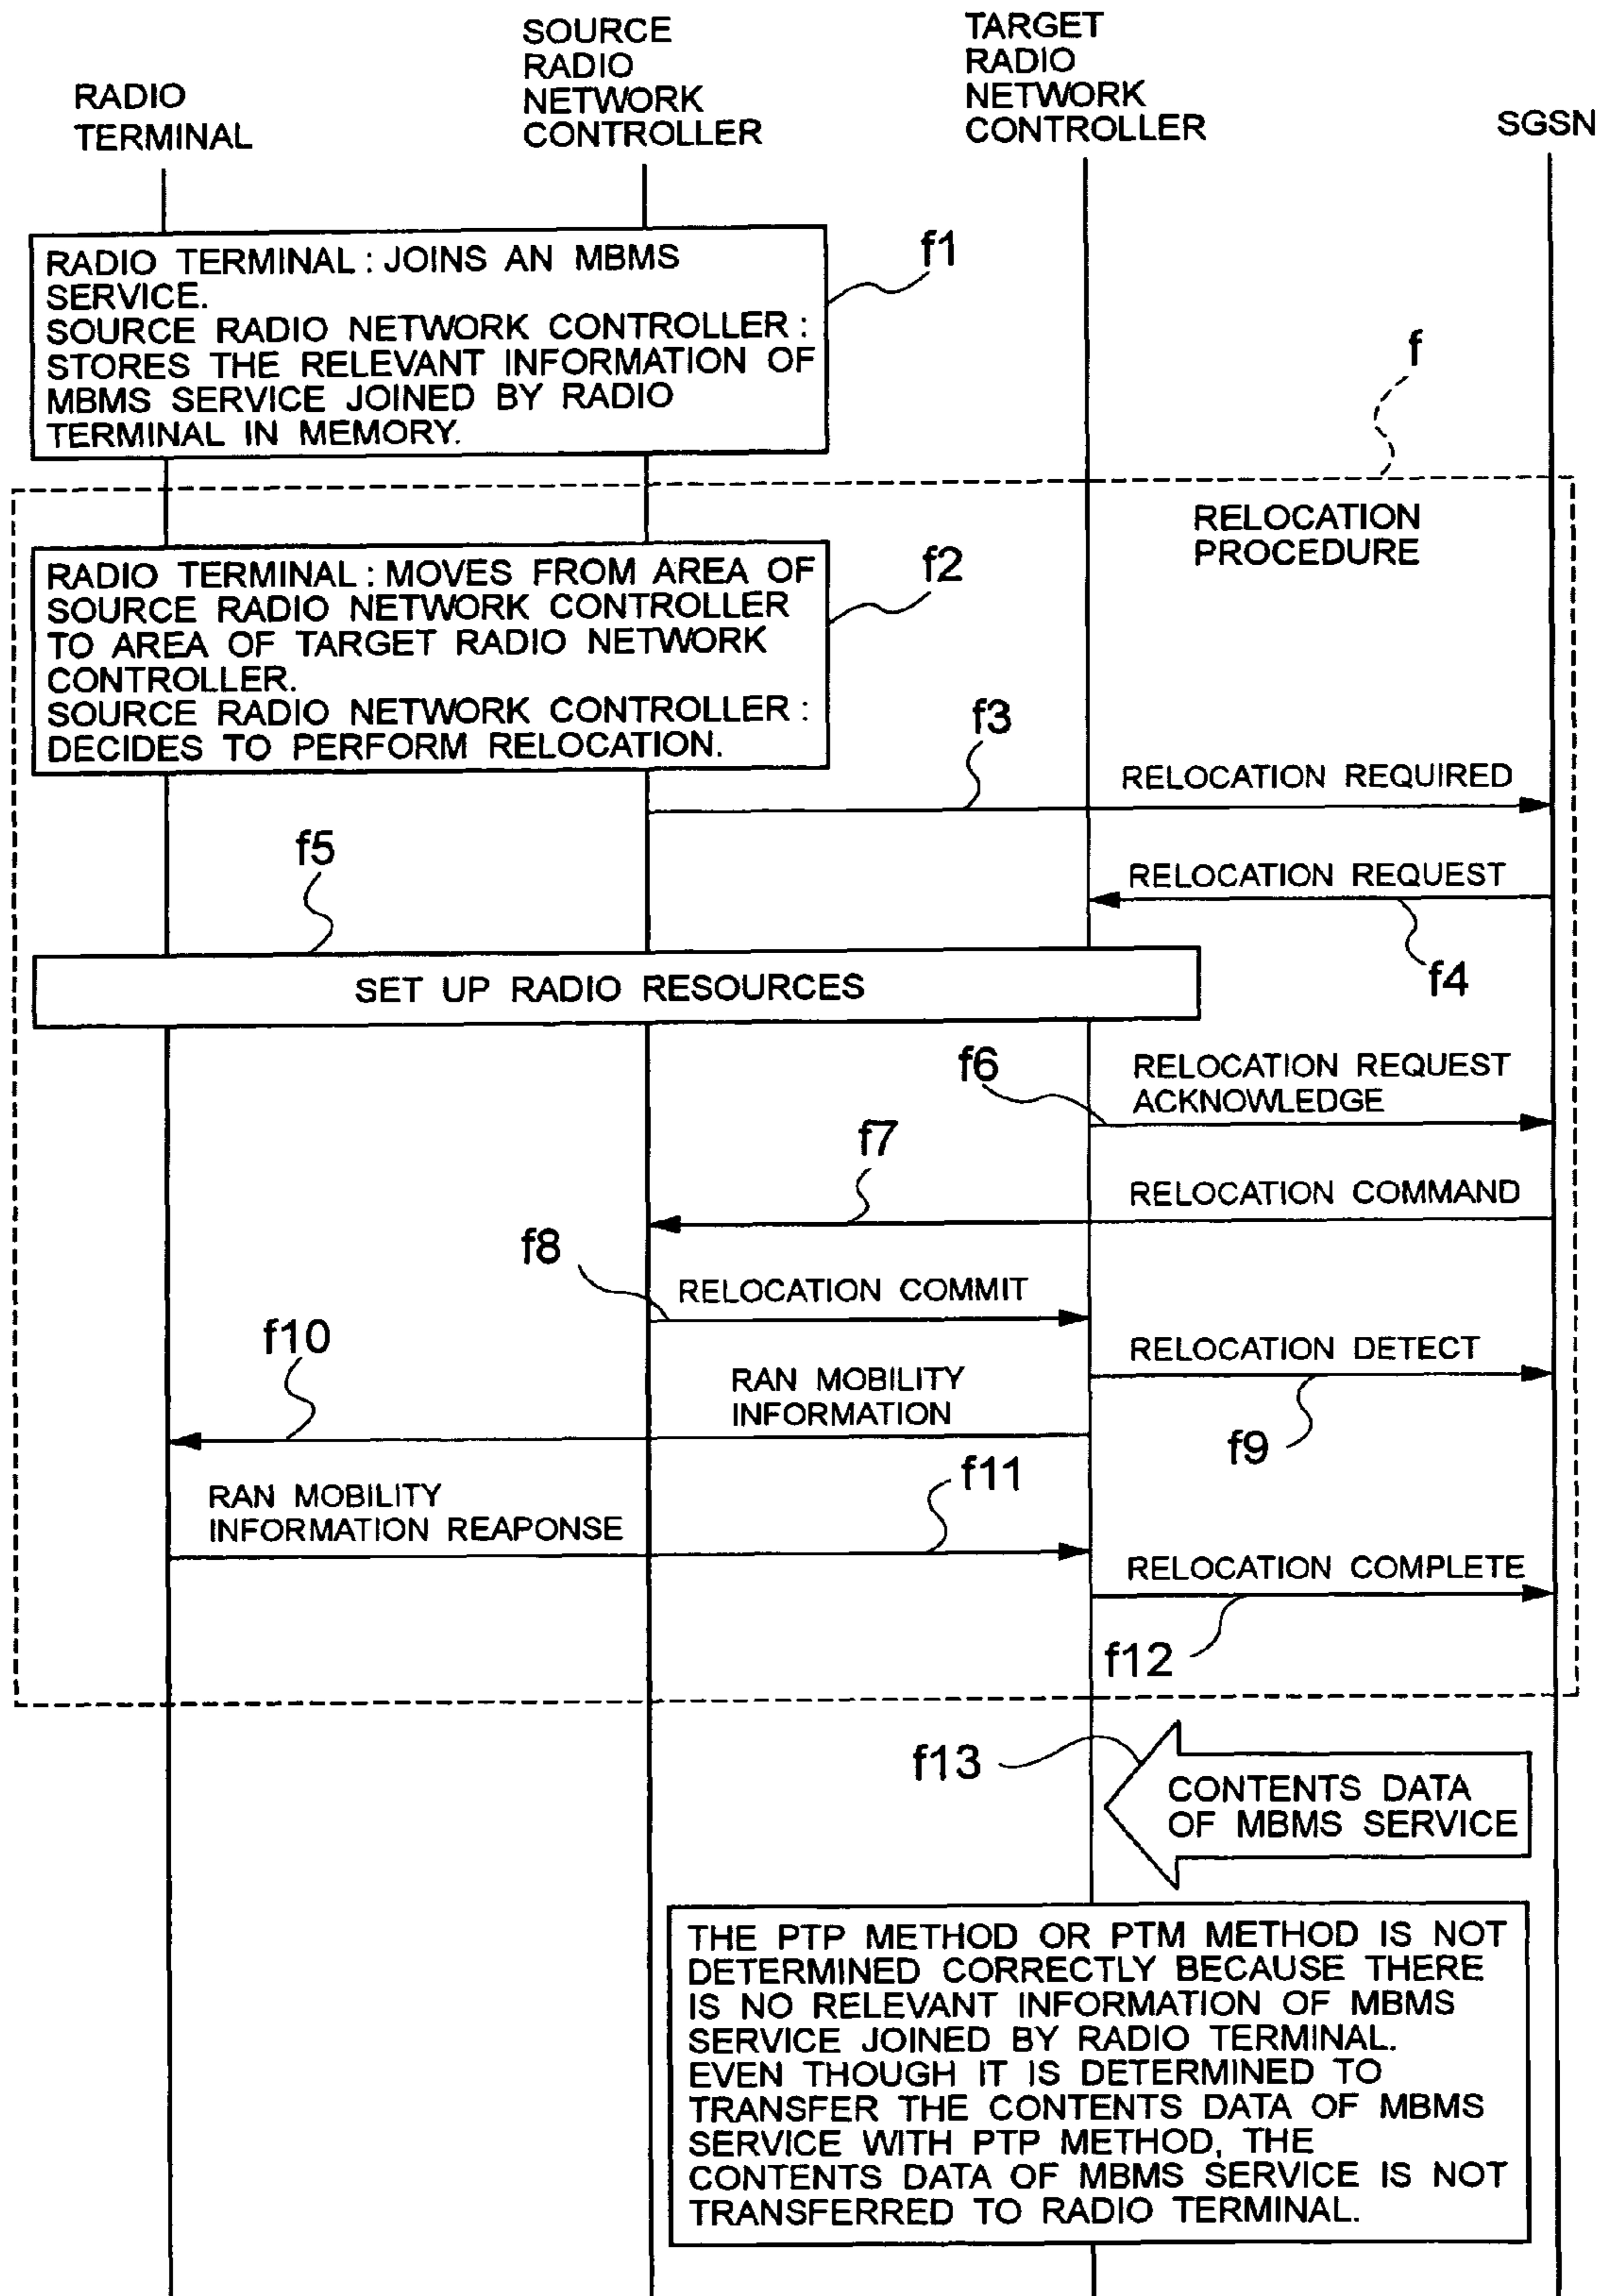 RADIO
TERMINAL
SOURCE
RADIO
NETWORK
CONTROLLER
TARGET
RADIO
NETWORK
CONTROLLER
SGSN
RADIO TERMINAL : JOINS AN MBMS
SERVICE.
SOURCE RADIO NETWORK CONTROLLER :
STORES THE RELEVANT INFORMATION OF
MBMS SERVICE JOINED BY RADIO
TERMINAL IN MEMORY.
f1
f
RELOCATION
PROCEDURE
RADIO TERMINAL : MOVES FROM AREA OF
SOURCE RADIO NETWORK CONTROLLER
TO AREA OF TARGET RADIO NETWORK
CONTROLLER.
SOURCE RADIO NETWORK CONTROLLER :
DECIDES TO PERFORM RELOCATION.
f2
f3
RELOCATION REQUIRED
f5
RELOCATION REQUEST
f4
SET UP RADIO RESOURCES
f6
RELOCATION REQUEST
ACKNOWLEDGE
f7
RELOCATION COMMAND
f8
RELOCATION COMMIT
f10
RELOCATION DETECT
RAN MOBILITY
INFORMATION
f9
f11
RAN MOBILITY
INFORMATION REAPONSE
RELOCATION COMPLETE
f12
f13
CONTENTS DATA
OF MBMS SERVICE
THE PTP METHOD OR PTM METHOD IS NOT
DETERMINED CORRECTLY BECAUSE THERE
IS NO RELEVANT INFORMATION OF MBMS
SERVICE JOINED BY RADIO TERMINAL.
EVEN THOUGH IT IS DETERMINED TO
TRANSFER THE CONTENTS DATA OF MBMS
SERVICE WITH PTP METHOD, THE
CONTENTS DATA OF MBMS SERVICE IS NOT
TRANSFERRED TO RADIO TERMINAL.